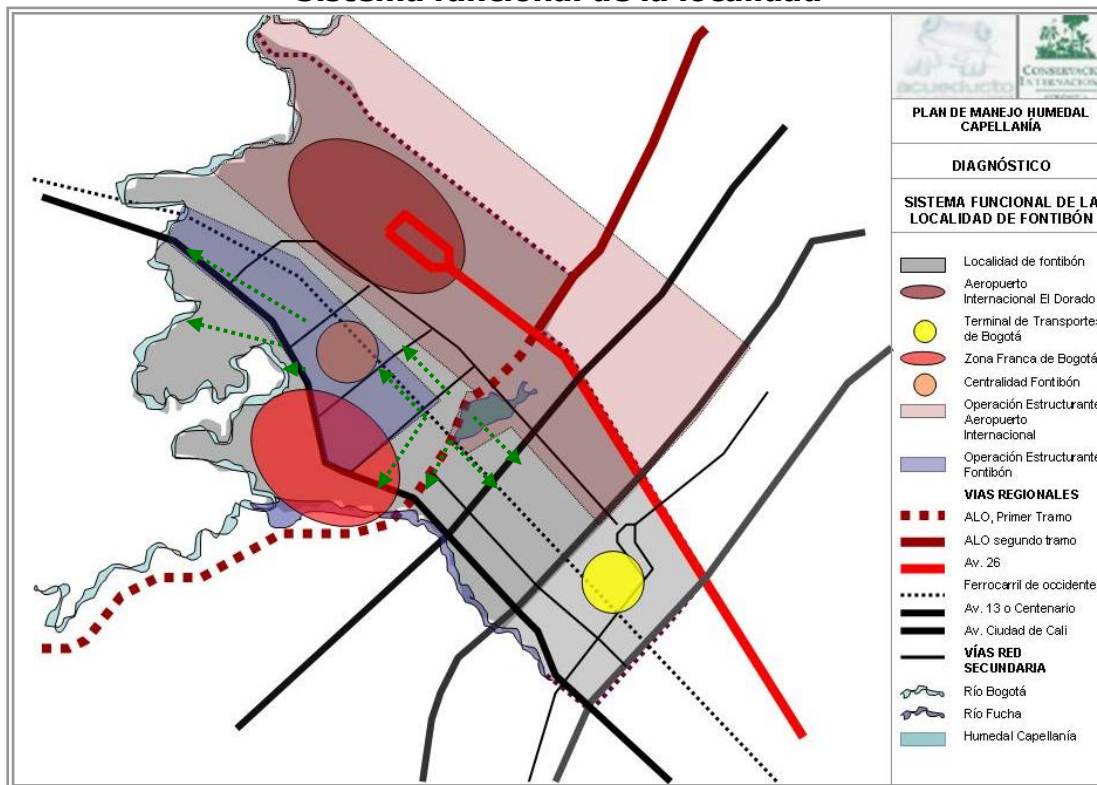 Sistema funcional de la localidad
acueducto
CONSERVACIÓ
INTERNACION
PLAN DE MANEJO HUMEDAL
CAPELLANÍA
DIAGNÓSTICO
SISTEMA FUNCIONAL DE LA
LOCALIDAD DE FONTIBÓN
Localidad de fontibón
Aeropuerto
Internacional El Dorado
Terminal de Transportes
de Bogotá
Zona Franca de Bogotá
Centralidad Fontibón
Operación Estructurante
Aeropuerto
Internacional
Operación Estructurante
Fontibón
VIAS REGIONALES
ALO, Primer Tramo
ALO segundo tramo
Av. 26
Ferrocarril de occidente
Av. 13 o Centenario
Av. Ciudad de Cali
VÍAS RED
SECUNDARIA
Río Bogotá
Río Fucha
Humedal Capellanía